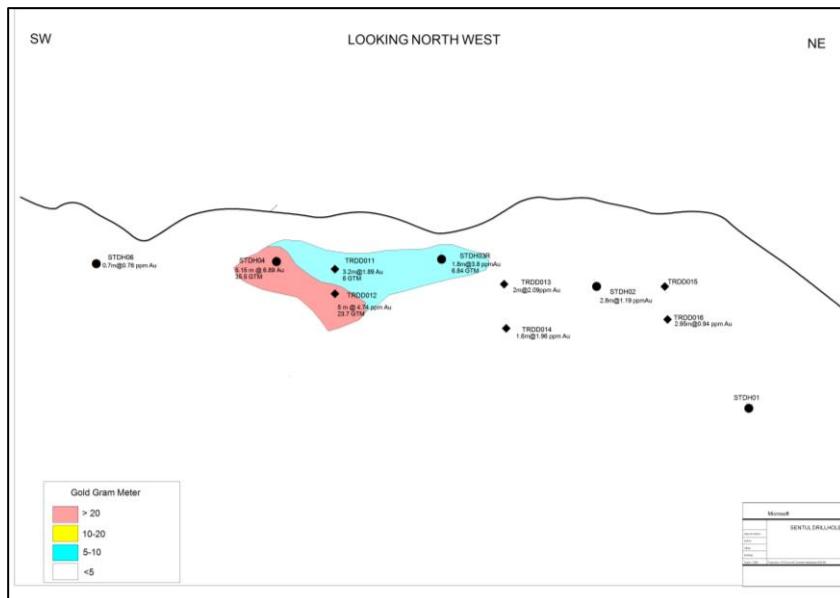 SW
LOOKING NORTH WEST
NE
STDH06
0.7m@0.76 ppm Au
STDH04
5.15 m @ 6.89 Au
35.5 GTM
TRDD011
3.2m@1.89 Au
6 GTM
STDH03R
1.8m@3.8 ppmAu
6.84 GTM
TRDD012
5 m @ 4.74 ppm Au
23.7 GTM
TRDD013
2m@2.09ppm Au
STDH02
2.8m@1.19 ppmAu
TRDD015
TRDD014
1.6m@1.96 ppm Au
TRDD016
2.95m@0.94 ppm Au
STDH01
Gold Gram Meter
> 20
10-20
5-10
<5
SENTUL DRILLHOLE